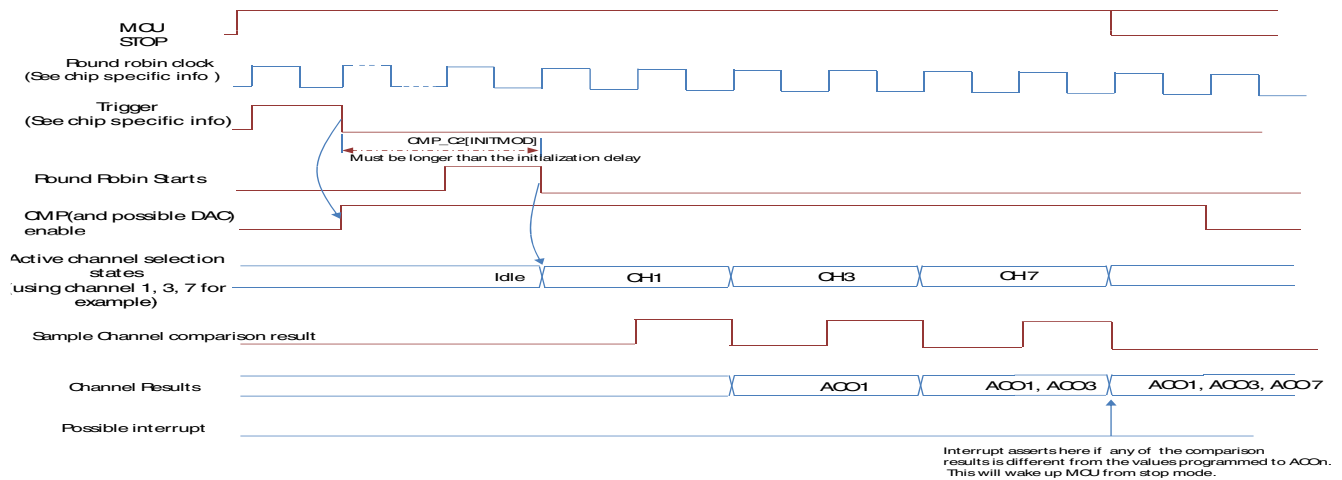 MCU
STOP
Round robin clock
(See chip specific info )
Trigger
(See chip specific info)
CMP_C2[INITMOD]
Must be longer than the initialization delay
Round Robin Starts
CMP(and possible DAC)
enable
Active channel selection
states
(using channel 1, 3, 7 for
example)
Idle
CH1
CH3
CH7
Sample Channel comparison result
Channel Results
ACO1
ACO1, ACO3
ACO1, ACO3, ACO7
Possible interrupt
Interrupt asserts here if any of the comparison
results is different from the values programmed to ACOn.
This will wake up MCU from stop mode.